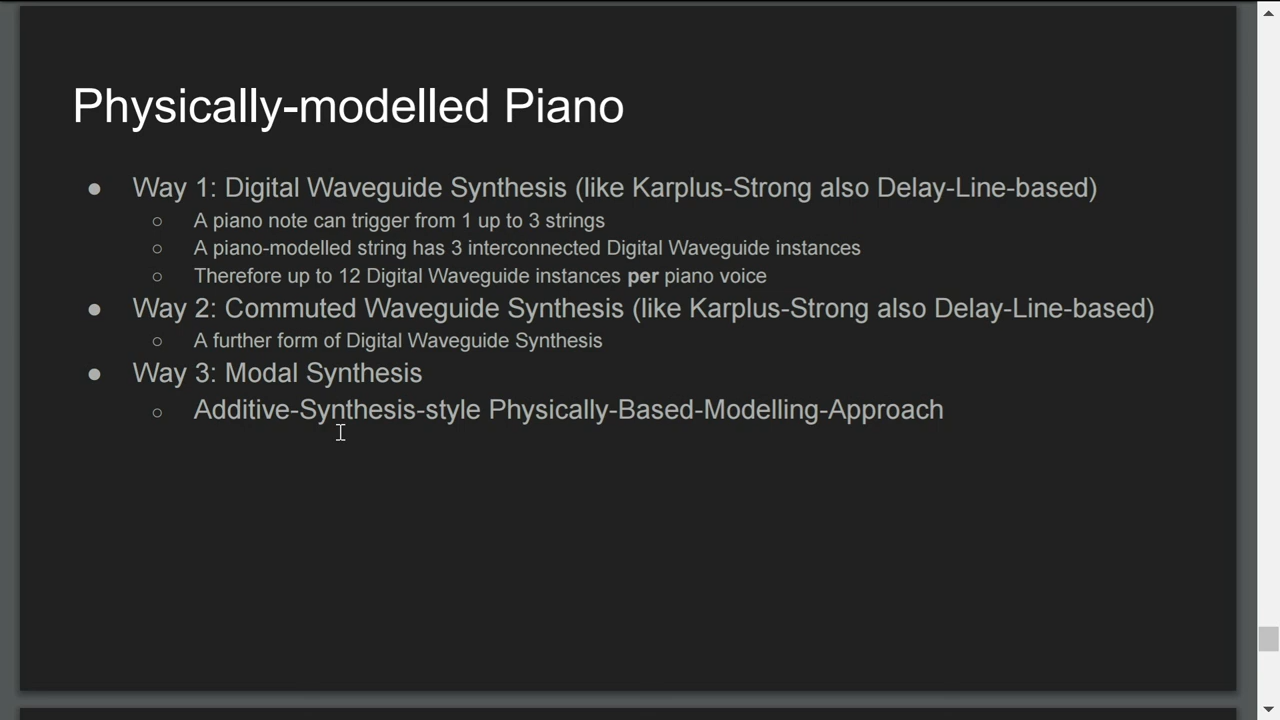 Physically-modelled Piano
● Way 1: Digital Waveguide Synthesis (like Karplus-Strong also Delay-Line-based)
○ A piano note can trigger from 1 up to 3 strings
○ A piano-modelled string has 3 interconnected Digital Waveguide instances
○ Therefore up to 12 Digital Waveguide instances per piano voice
● Way 2: Commuted Waveguide Synthesis (like Karplus-Strong also Delay-Line-based)
○ A further form of Digital Waveguide Synthesis
● Way 3: Modal Synthesis
○ Additive-Synthesis-style Physically-Based-Modelling-Approach